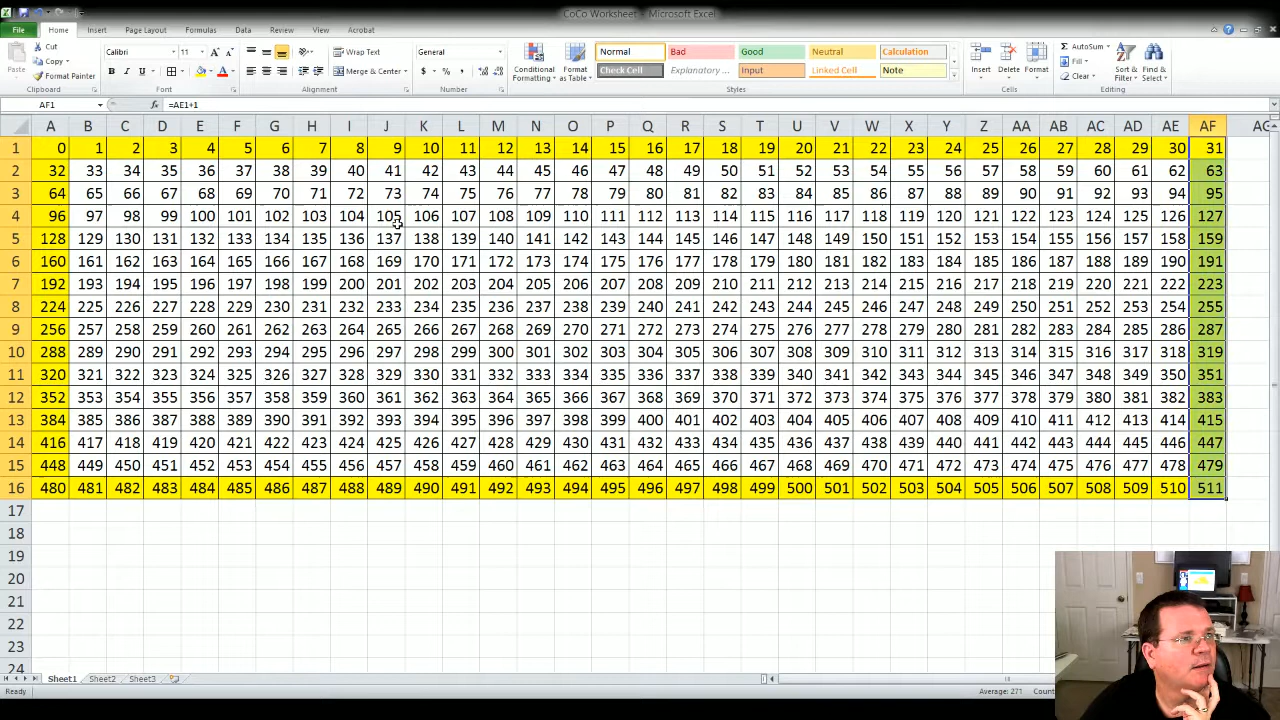 CoCo Worksheet - Microsoft Excel
File Home Insert Page Layout Formulas Data Review View Acrobat
Paste Cut Copy Format Painter Clipboard
Calibri 11 B I U A Font
Wrap Text Merge & Center Alignment
General $ % , Number
Conditional Formatting Format as Table
Normal Bad Good Neutral Calculation
Check Cell Explanatory ... Input Linked Cell Note
Styles
Insert Delete Format Cells
AutoSum Fill Clear Sort & Filter Find & Select Editing
AF1 fx =AE1+1
A B C D E F G H I J K L M N O P Q R S T U V W X Y Z AA AB AC AD AE AF
1 0 1 2 3 4 5 6 7 8 9 10 11 12 13 14 15 16 17 18 19 20 21 22 23 24 25 26 27 28 29 30 31
2 32 33 34 35 36 37 38 39 40 41 42 43 44 45 46 47 48 49 50 51 52 53 54 55 56 57 58 59 60 61 62 63
3 64 65 66 67 68 69 70 71 72 73 74 75 76 77 78 79 80 81 82 83 84 85 86 87 88 89 90 91 92 93 94 95
4 96 97 98 99 100 101 102 103 104 105 106 107 108 109 110 111 112 113 114 115 116 117 118 119 120 121 122 123 124 125 126 127
5 128 129 130 131 132 133 134 135 136 137 138 139 140 141 142 143 144 145 146 147 148 149 150 151 152 153 154 155 156 157 158 159
6 160 161 162 163 164 165 166 167 168 169 170 171 172 173 174 175 176 177 178 179 180 181 182 183 184 185 186 187 188 189 190 191
7 192 193 194 195 196 197 198 199 200 201 202 203 204 205 206 207 208 209 210 211 212 213 214 215 216 217 218 219 220 221 222 223
8 224 225 226 227 228 229 230 231 232 233 234 235 236 237 238 239 240 241 242 243 244 245 246 247 248 249 250 251 252 253 254 255
9 256 257 258 259 260 261 262 263 264 265 266 267 268 269 270 271 272 273 274 275 276 277 278 279 280 281 282 283 284 285 286 287
10 288 289 290 291 292 293 294 295 296 297 298 299 300 301 302 303 304 305 306 307 308 309 310 311 312 313 314 315 316 317 318 319
11 320 321 322 323 324 325 326 327 328 329 330 331 332 333 334 335 336 337 338 339 340 341 342 343 344 345 346 347 348 349 350 351
12 352 353 354 355 356 357 358 359 360 361 362 363 364 365 366 367 368 369 370 371 372 373 374 375 376 377 378 379 380 381 382 383
13 384 385 386 387 388 389 390 391 392 393 394 395 396 397 398 399 400 401 402 403 404 405 406 407 408 409 410 411 412 413 414 415
14 416 417 418 419 420 421 422 423 424 425 426 427 428 429 430 431 432 433 434 435 436 437 438 439 440 441 442 443 444 445 446 447
15 448 449 450 451 452 453 454 455 456 457 458 459 460 461 462 463 464 465 466 467 468 469 470 471 472 473 474 475 476 477 478 479
16 480 481 482 483 484 485 486 487 488 489 490 491 492 493 494 495 496 497 498 499 500 501 502 503 504 505 506 507 508 509 510 511
17
18
19
20
21
22
23
24
Sheet1 Sheet2 Sheet3
Ready Average: 271